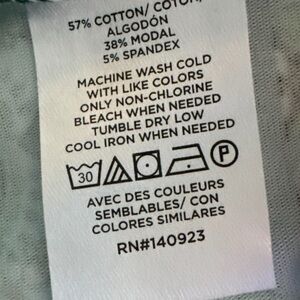 57% COTTON/ COTON/
ALGODÓN
38% MODAL
5% SPANDEX
MACHINE WASH COLD
WITH LIKE COLORS
ONLY NON-CHLORINE
BLEACH WHEN NEEDED
TUMBLE DRY LOW
COOL IRON WHEN NEEDED
30 P
AVEC DES COULEURS
SEMBLABLES/ CON
COLORES SIMILARES
RN#140923